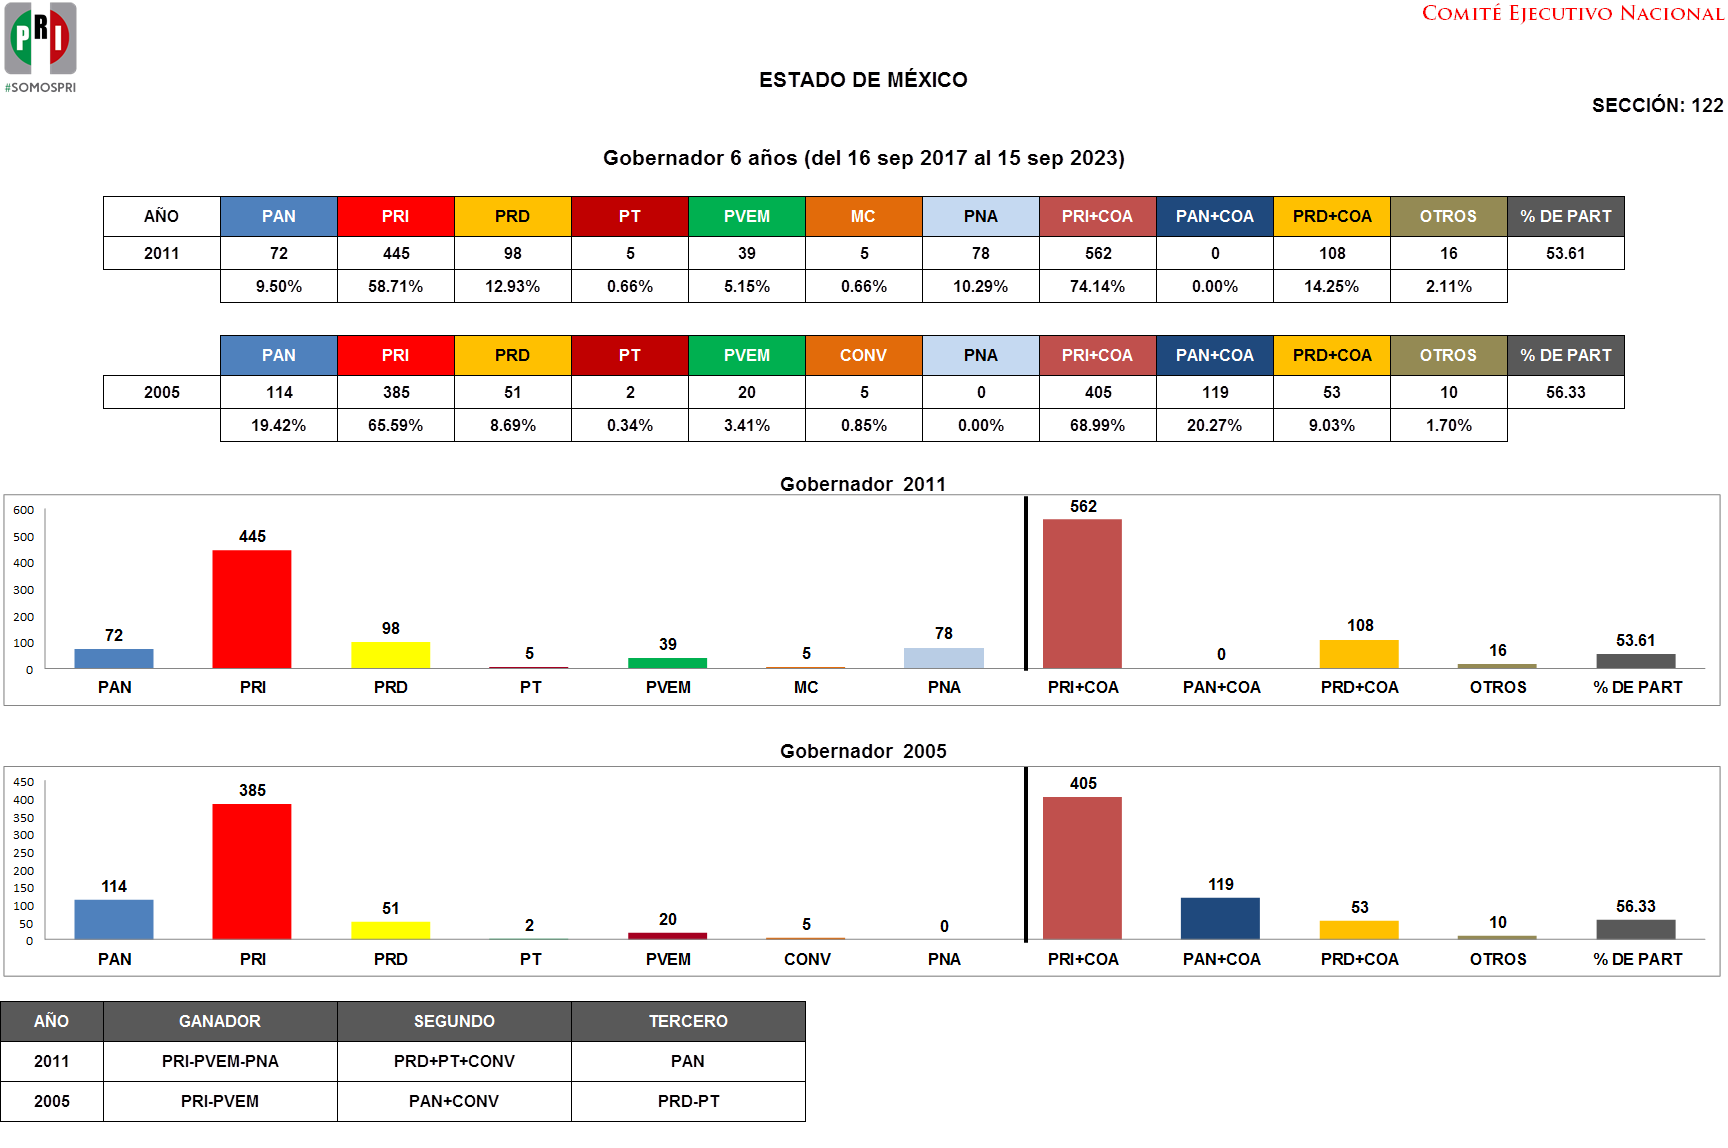 PRI
#SOMOSPRI
COMITÉ EJECUTIVO NACIONAL
ESTADO DE MÉXICO
SECCIÓN: 122
Gobernador 6 años (del 16 sep 2017 al 15 sep 2023)
AÑO PAN PRI PRD PT PVEM MC PNA PRI+COA PAN+COA PRD+COA OTROS % DE PART
2011 72 445 98 5 39 5 78 562 0 108 16 53.61
9.50% 58.71% 12.93% 0.66% 5.15% 0.66% 10.29% 74.14% 0.00% 14.25% 2.11%
PAN PRI PRD PT PVEM CONV PNA PRI+COA PAN+COA PRD+COA OTROS % DE PART
2005 114 385 51 2 20 5 0 405 119 53 10 56.33
19.42% 65.59% 8.69% 0.34% 3.41% 0.85% 0.00% 68.99% 20.27% 9.03% 1.70%
Gobernador 2011
600
500
400
300
200
100
0
72 445 98 5 39 5 78 562 0 108 16 53.61
PAN PRI PRD PT PVEM MC PNA PRI+COA PAN+COA PRD+COA OTROS % DE PART
Gobernador 2005
450
400
350
300
250
200
150
100
50
0
114 385 51 2 20 5 0 405 119 53 10 56.33
PAN PRI PRD PT PVEM CONV PNA PRI+COA PAN+COA PRD+COA OTROS % DE PART
AÑO GANADOR SEGUNDO TERCERO
2011 PRI-PVEM-PNA PRD+PT+CONV PAN
2005 PRI-PVEM PAN+CONV PRD-PT